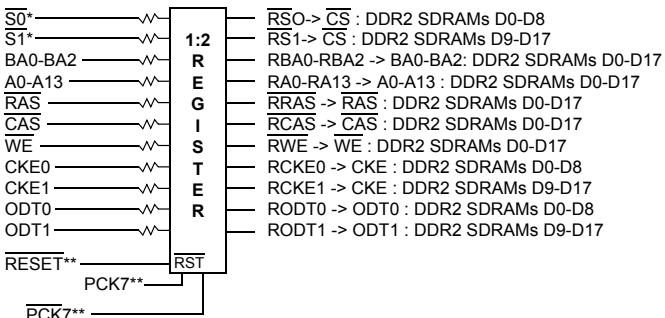 S0* RSO-> CS : DDR2 SDRAMs D0-D8
S1* 1:2 RS1-> CS : DDR2 SDRAMs D9-D17
BA0-BA2 R RBA0-RBA2 -> BA0-BA2: DDR2 SDRAMs D0-D17
A0-A13 E RA0-RA13 -> A0-A13 : DDR2 SDRAMs D0-D17
RAS G RRAS -> RAS : DDR2 SDRAMs D0-D17
CAS I RCAS -> CAS : DDR2 SDRAMs D0-D17
WE S RWE -> WE : DDR2 SDRAMs D0-D17
CKE0 T RCKE0 -> CKE : DDR2 SDRAMs D0-D8
CKE1 E RCKE1 -> CKE : DDR2 SDRAMs D9-D17
ODT0 R RODT0 -> ODT0 : DDR2 SDRAMs D0-D8
ODT1 RODT1 -> ODT1 : DDR2 SDRAMs D9-D17
RESET** RST
PCK7**
PCK7**